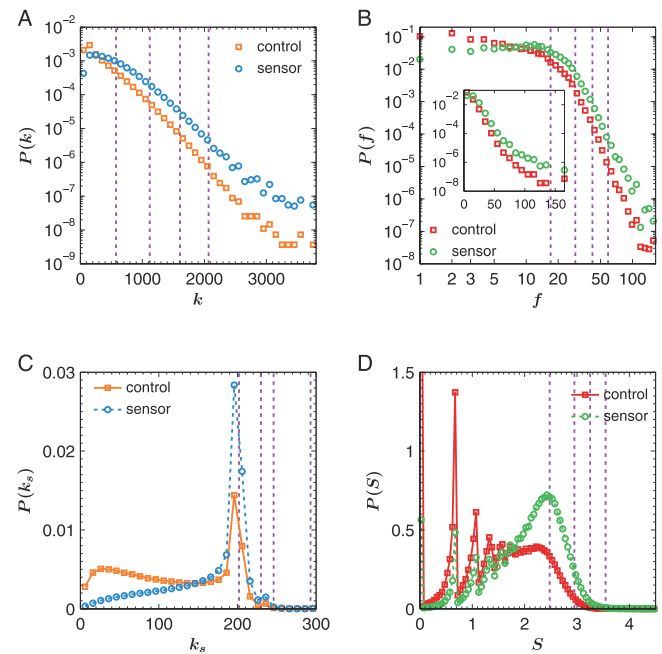 A
10⁻²
10⁻³
10⁻⁴
10⁻⁵
10⁻⁶
10⁻⁷
10⁻⁸
10⁻⁹
P(k)
control
sensor
0 1000 2000 3000
k
B
10⁻¹
10⁻²
10⁻³
10⁻⁴
10⁻⁵
10⁻⁶
10⁻⁷
10⁻⁸
P(f)
10⁻²
10⁻⁴
10⁻⁶
10⁻⁸
0 50 100 150
control
sensor
1 2 3 5 10 20 50 100
f
C
0.03
0.02
0.01
0
P(kₛ)
control
sensor
0 100 200 300
kₛ
D
1.5
1.0
0.5
0
P(S)
control
sensor
0 1 2 3 4
S